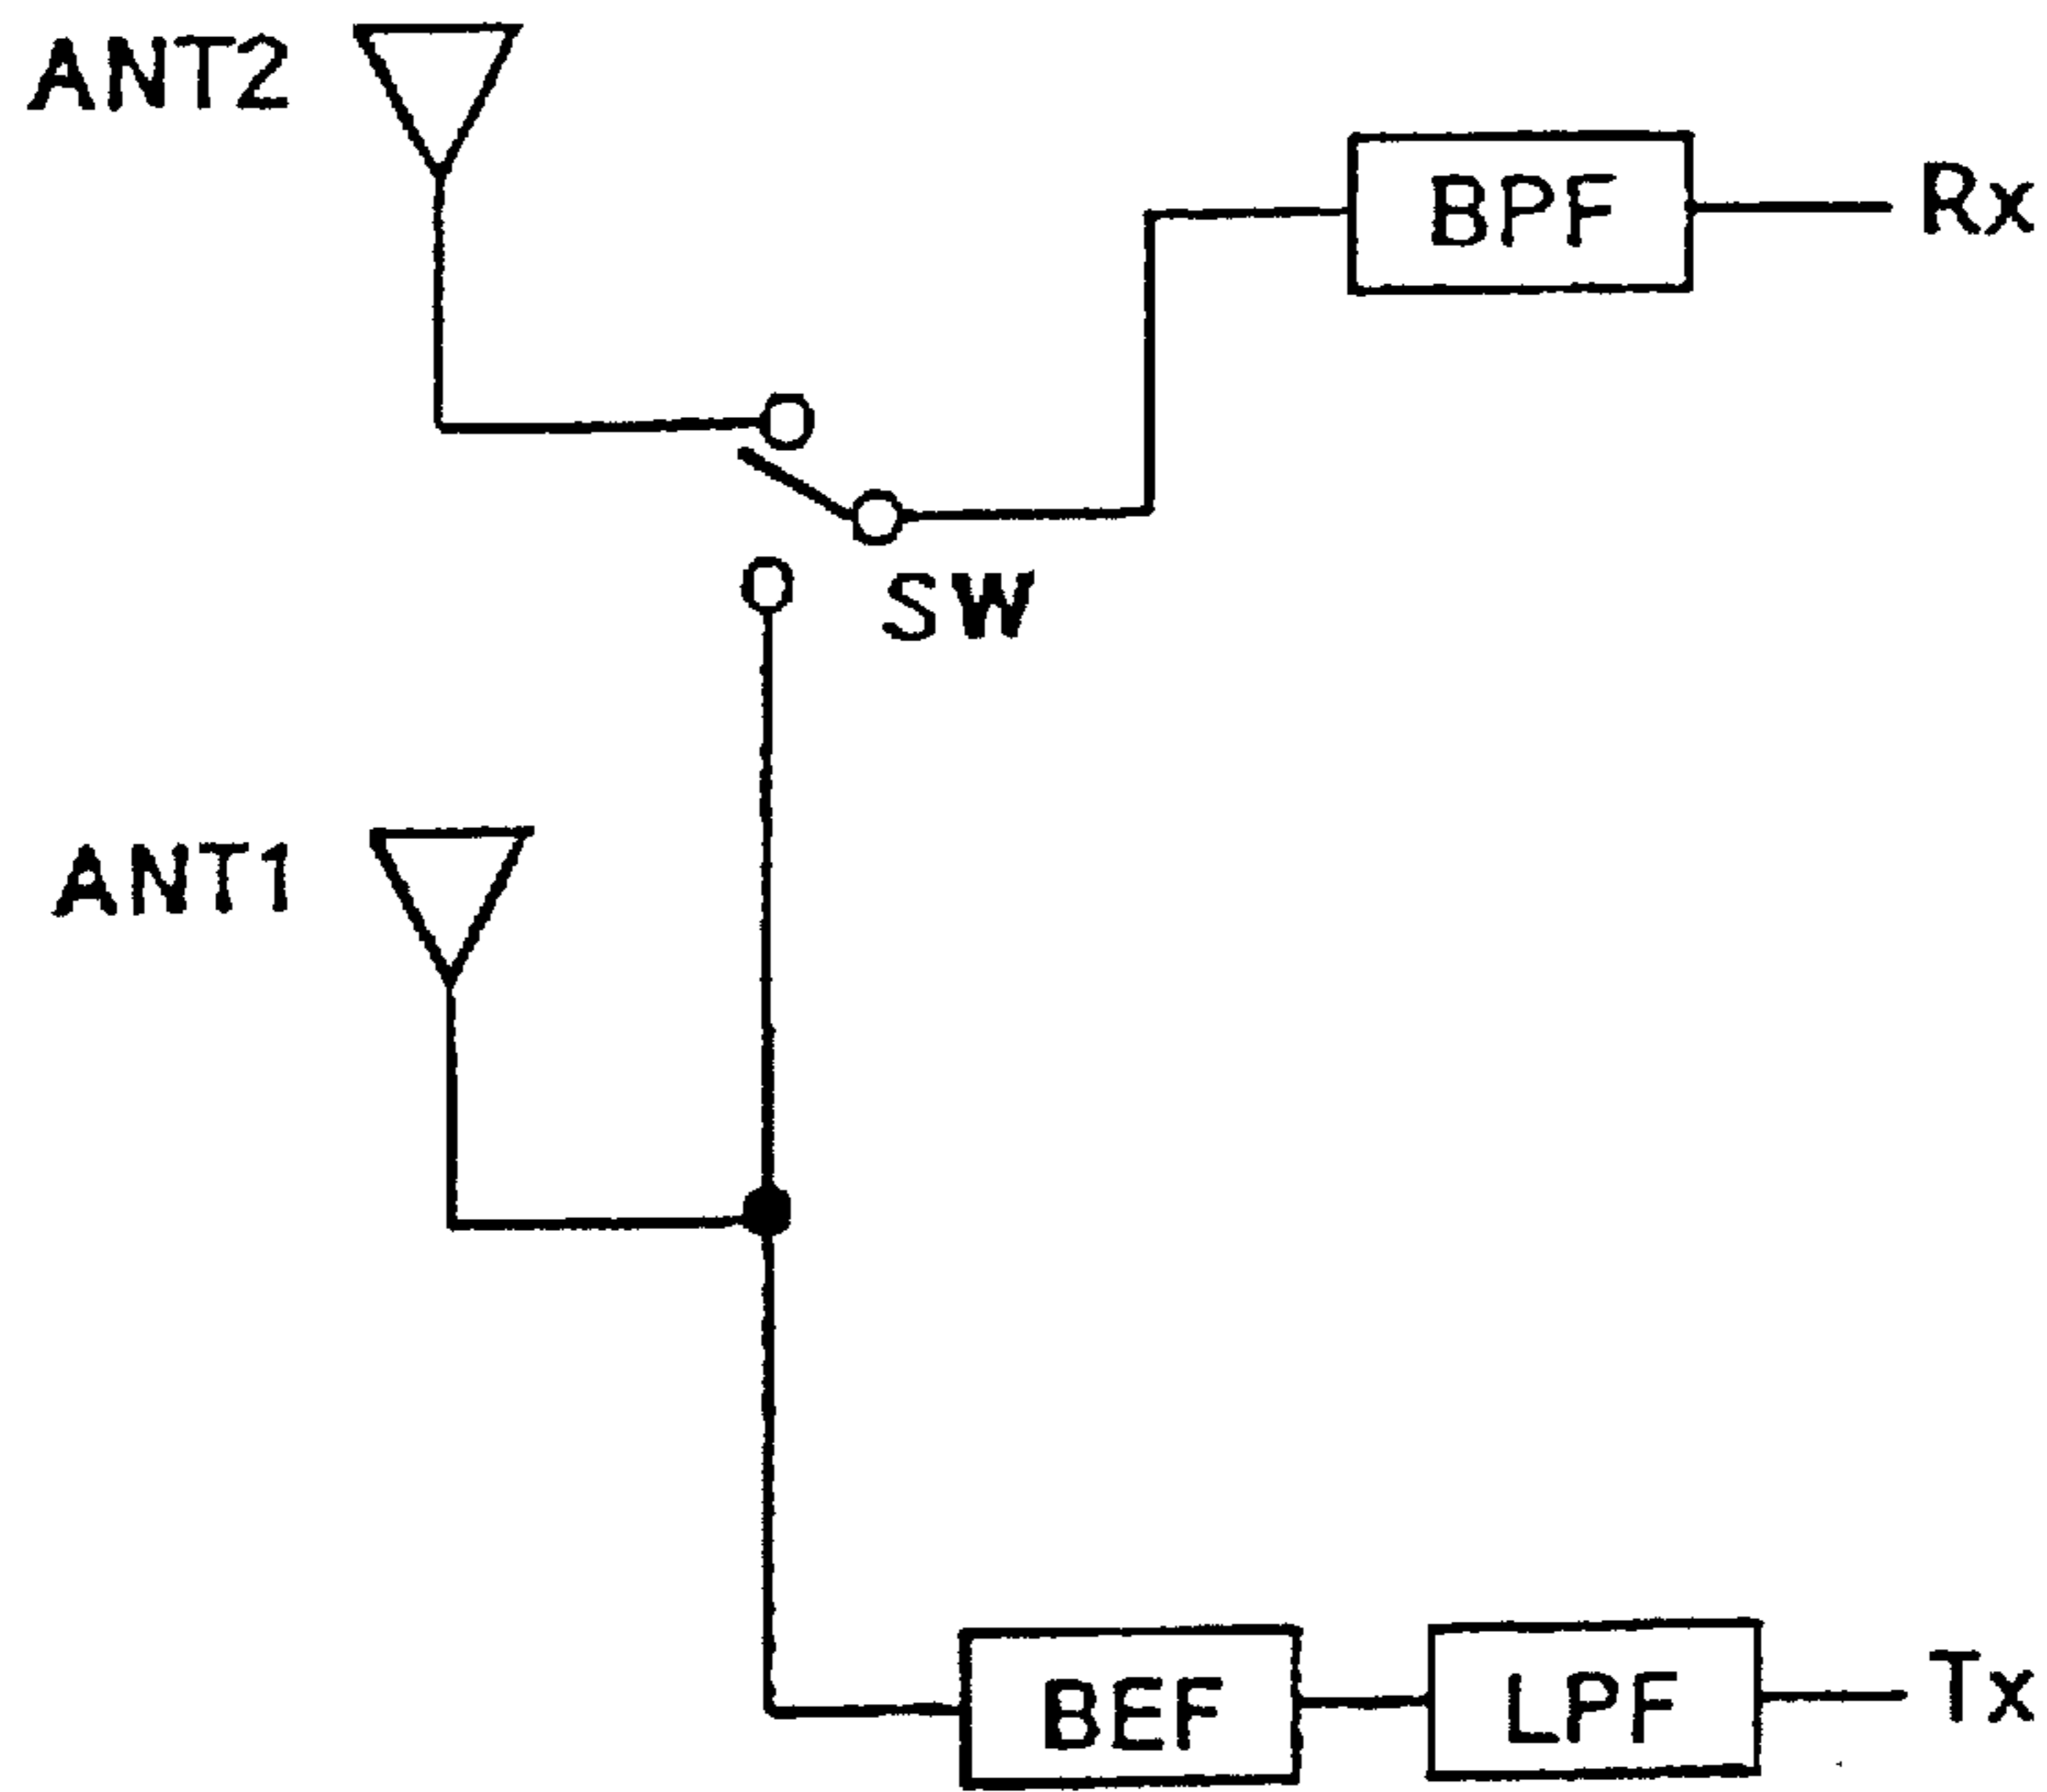 ANT2
BPF
Rx
SW
ANT1
BEF
LPF
Tx